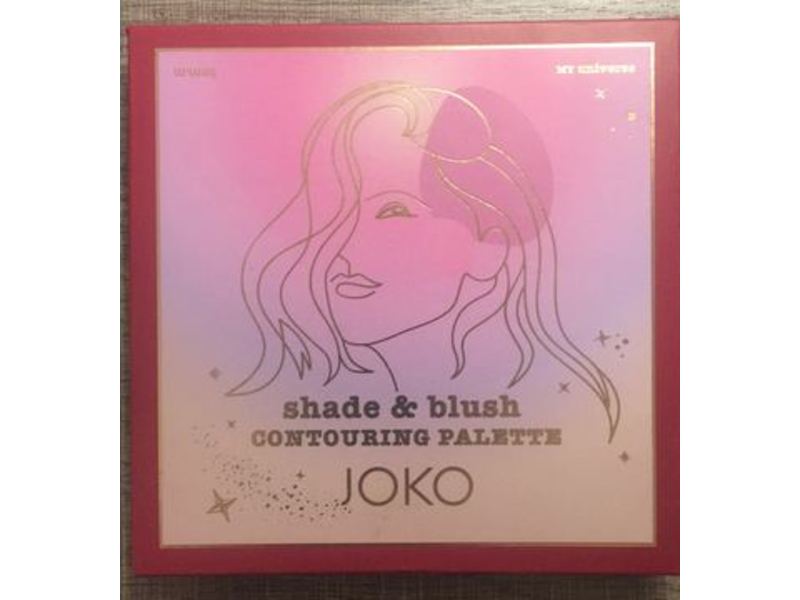 MY universe
shade & blush
CONTOURING PALETTE
JOKO